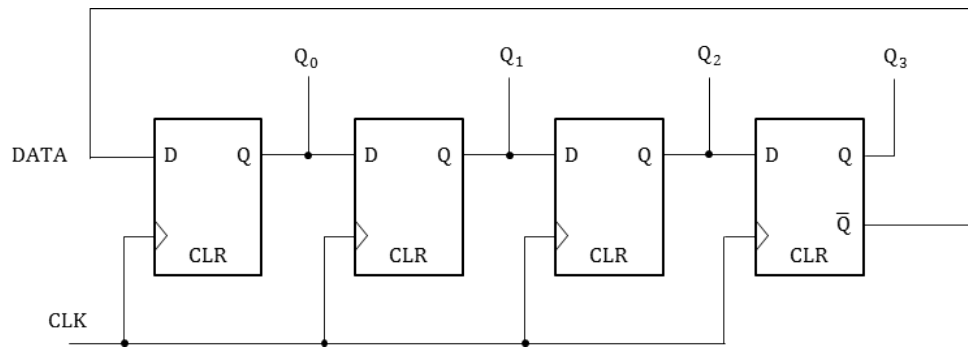 Q₀ Q₁ Q₂ Q₃
DATA D Q D Q D Q D Q
Q̅
CLR CLR CLR CLR
CLK